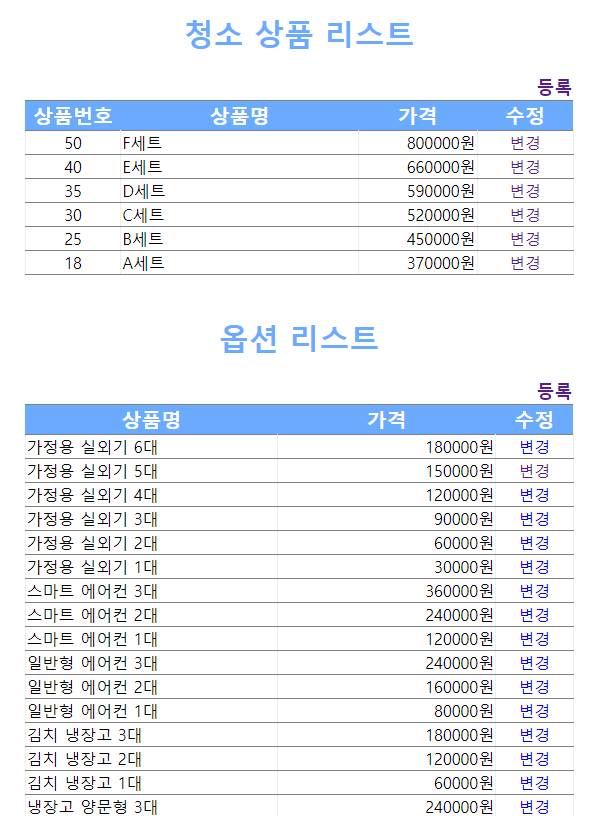 청소 상품 리스트
등록
상품번호 상품명 가격 수정
50 F세트 800000원 변경
40 E세트 660000원 변경
35 D세트 590000원 변경
30 C세트 520000원 변경
25 B세트 450000원 변경
18 A세트 370000원 변경
옵션 리스트
등록
상품명 가격 수정
가정용 실외기 6대 180000원 변경
가정용 실외기 5대 150000원 변경
가정용 실외기 4대 120000원 변경
가정용 실외기 3대 90000원 변경
가정용 실외기 2대 60000원 변경
가정용 실외기 1대 30000원 변경
스마트 에어컨 3대 360000원 변경
스마트 에어컨 2대 240000원 변경
스마트 에어컨 1대 120000원 변경
일반형 에어컨 3대 240000원 변경
일반형 에어컨 2대 160000원 변경
일반형 에어컨 1대 80000원 변경
김치 냉장고 3대 180000원 변경
김치 냉장고 2대 120000원 변경
김치 냉장고 1대 60000원 변경
냉장고 양문형 3대 240000원 변경